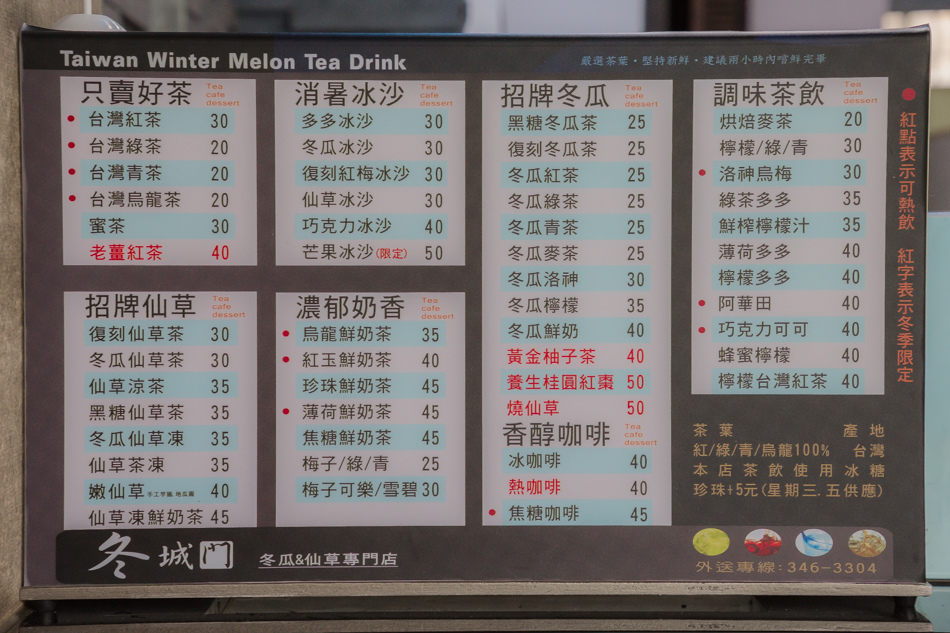 Taiwan Winter Melon Tea Drink
嚴選茶葉・堅持新鮮・建議兩小時內嚐鮮完畢
只賣好茶 Tea cafe dessert
台灣紅茶 30
台灣綠茶 20
台灣青茶 20
台灣烏龍茶 20
蜜茶 30
老薑紅茶 40
招牌仙草 Tea cafe dessert
復刻仙草茶 30
冬瓜仙草茶 30
仙草涼茶 35
黑糖仙草茶 35
冬瓜仙草凍 35
仙草茶凍 35
嫩仙草 手工芋圓.地瓜圓 40
仙草凍鮮奶茶 45
消暑冰沙 Tea cafe dessert
多多冰沙 30
冬瓜冰沙 30
復刻紅梅冰沙 30
仙草冰沙 30
巧克力冰沙 40
芒果冰沙(限定) 50
濃郁奶香 Tea cafe dessert
烏龍鮮奶茶 35
紅玉鮮奶茶 40
珍珠鮮奶茶 45
薄荷鮮奶茶 45
焦糖鮮奶茶 45
梅子/綠/青 25
梅子可樂/雪碧 30
招牌冬瓜 Tea cafe dessert
黑糖冬瓜茶 25
復刻冬瓜茶 25
冬瓜紅茶 25
冬瓜綠茶 25
冬瓜青茶 25
冬瓜麥茶 25
冬瓜洛神 30
冬瓜檸檬 35
冬瓜鮮奶 40
黃金柚子茶 40
養生桂圓紅棗 50
燒仙草 50
香醇咖啡 Tea cafe dessert
冰咖啡 40
熱咖啡 40
焦糖咖啡 45
調味茶飲 Tea cafe dessert
烘焙麥茶 20
檸檬/綠/青 30
洛神烏梅 30
綠茶多多 35
鮮榨檸檬汁 35
薄荷多多 40
檸檬多多 40
阿華田 40
巧克力可可 40
蜂蜜檸檬 40
檸檬台灣紅茶 40
茶葉 產地
紅/綠/青/烏龍100% 台灣
本店茶飲使用冰糖
珍珠+5元(星期三.五供應)
紅點表示可熱飲 紅字表示冬季限定
冬城
冬瓜&仙草專門店
外送專線:346-3304